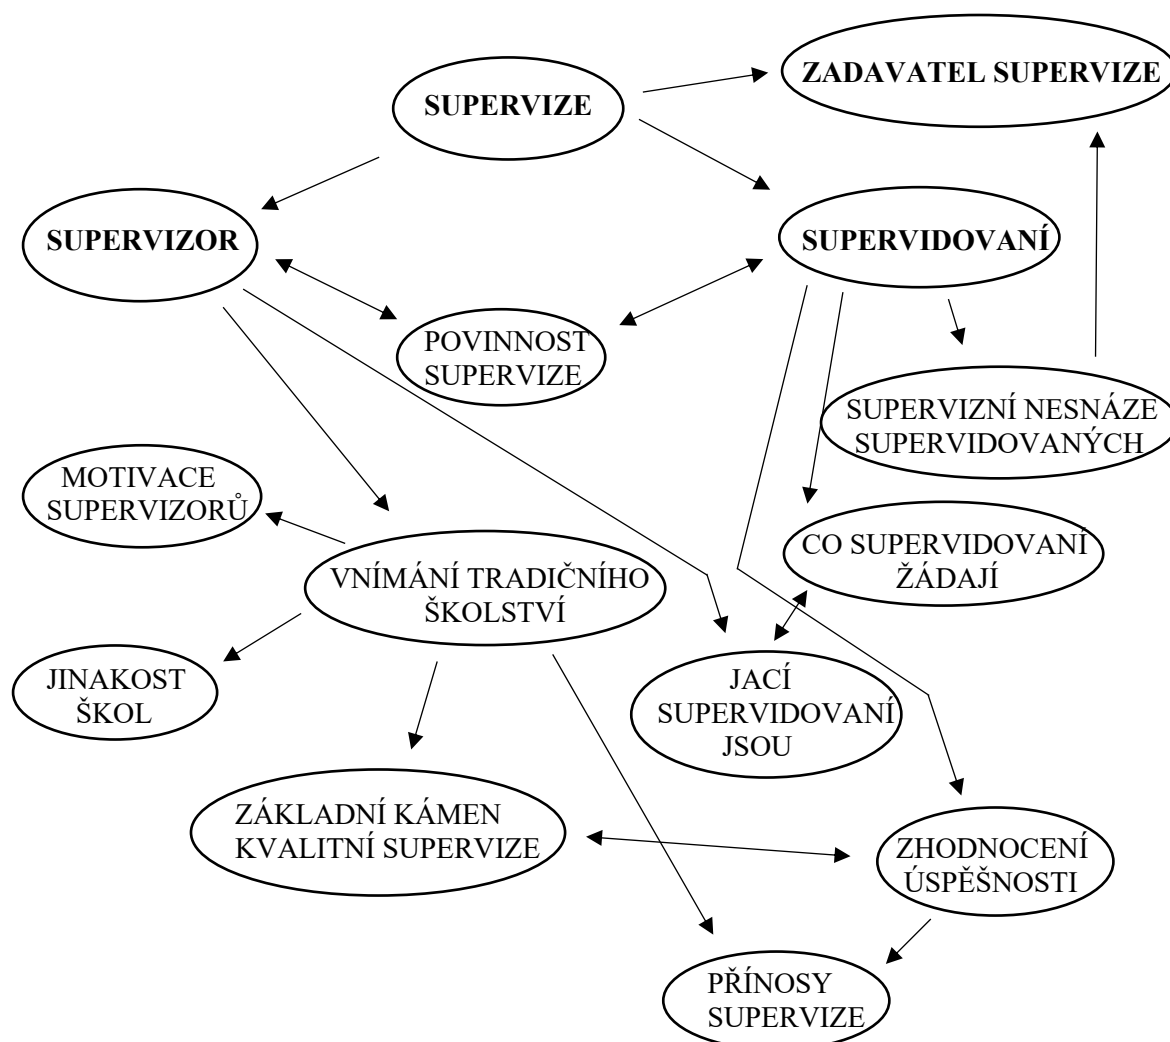 ZADAVATEL SUPERVIZE
SUPERVIZE
SUPERVIZOR
SUPERVIDOVANÍ
POVINNOST
SUPERVIZE
SUPERVIZNÍ NESNÁZE
SUPERVIDOVANÝCH
MOTIVACE
SUPERVIZORŮ
CO SUPERVIDOVANÍ
ŽÁDAJÍ
VNÍMÁNÍ TRADIČNÍHO
ŠKOLSTVÍ
JINAKOST
ŠKOL
JACÍ
SUPERVIDOVANÍ
JSOU
ZÁKLADNÍ KÁMEN
KVALITNÍ SUPERVIZE
ZHODNOCENÍ
ÚSPĚŠNOSTI
PŘÍNOSY
SUPERVIZE